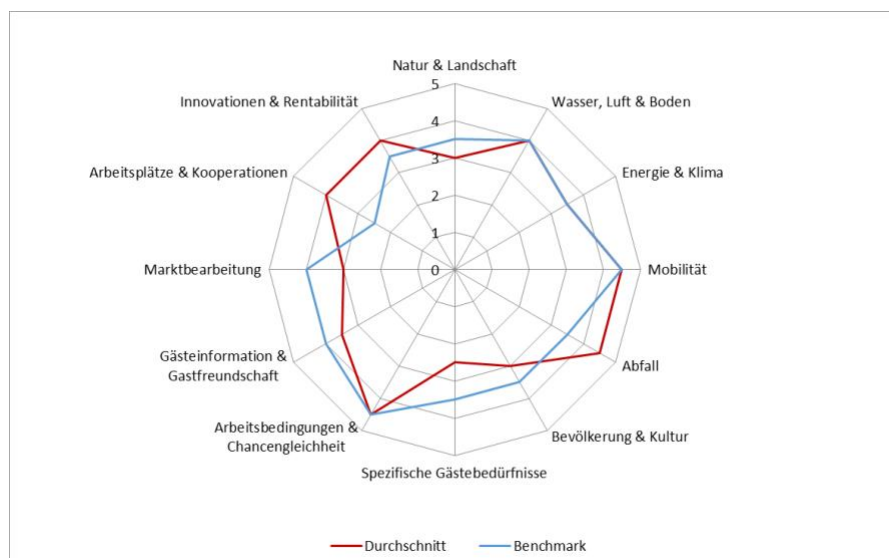 Natur & Landschaft
5
Innovationen & Rentabilität
Wasser, Luft & Boden
4
3
Arbeitsplätze & Kooperationen
Energie & Klima
2
1
Marktbearbeitung
0
Mobilität
Gästeinformation &
Gastfreundschaft
Abfall
Arbeitsbedingungen &
Chancengleichheit
Bevölkerung & Kultur
Spezifische Gästebedürfnisse
Durchschnitt
Benchmark